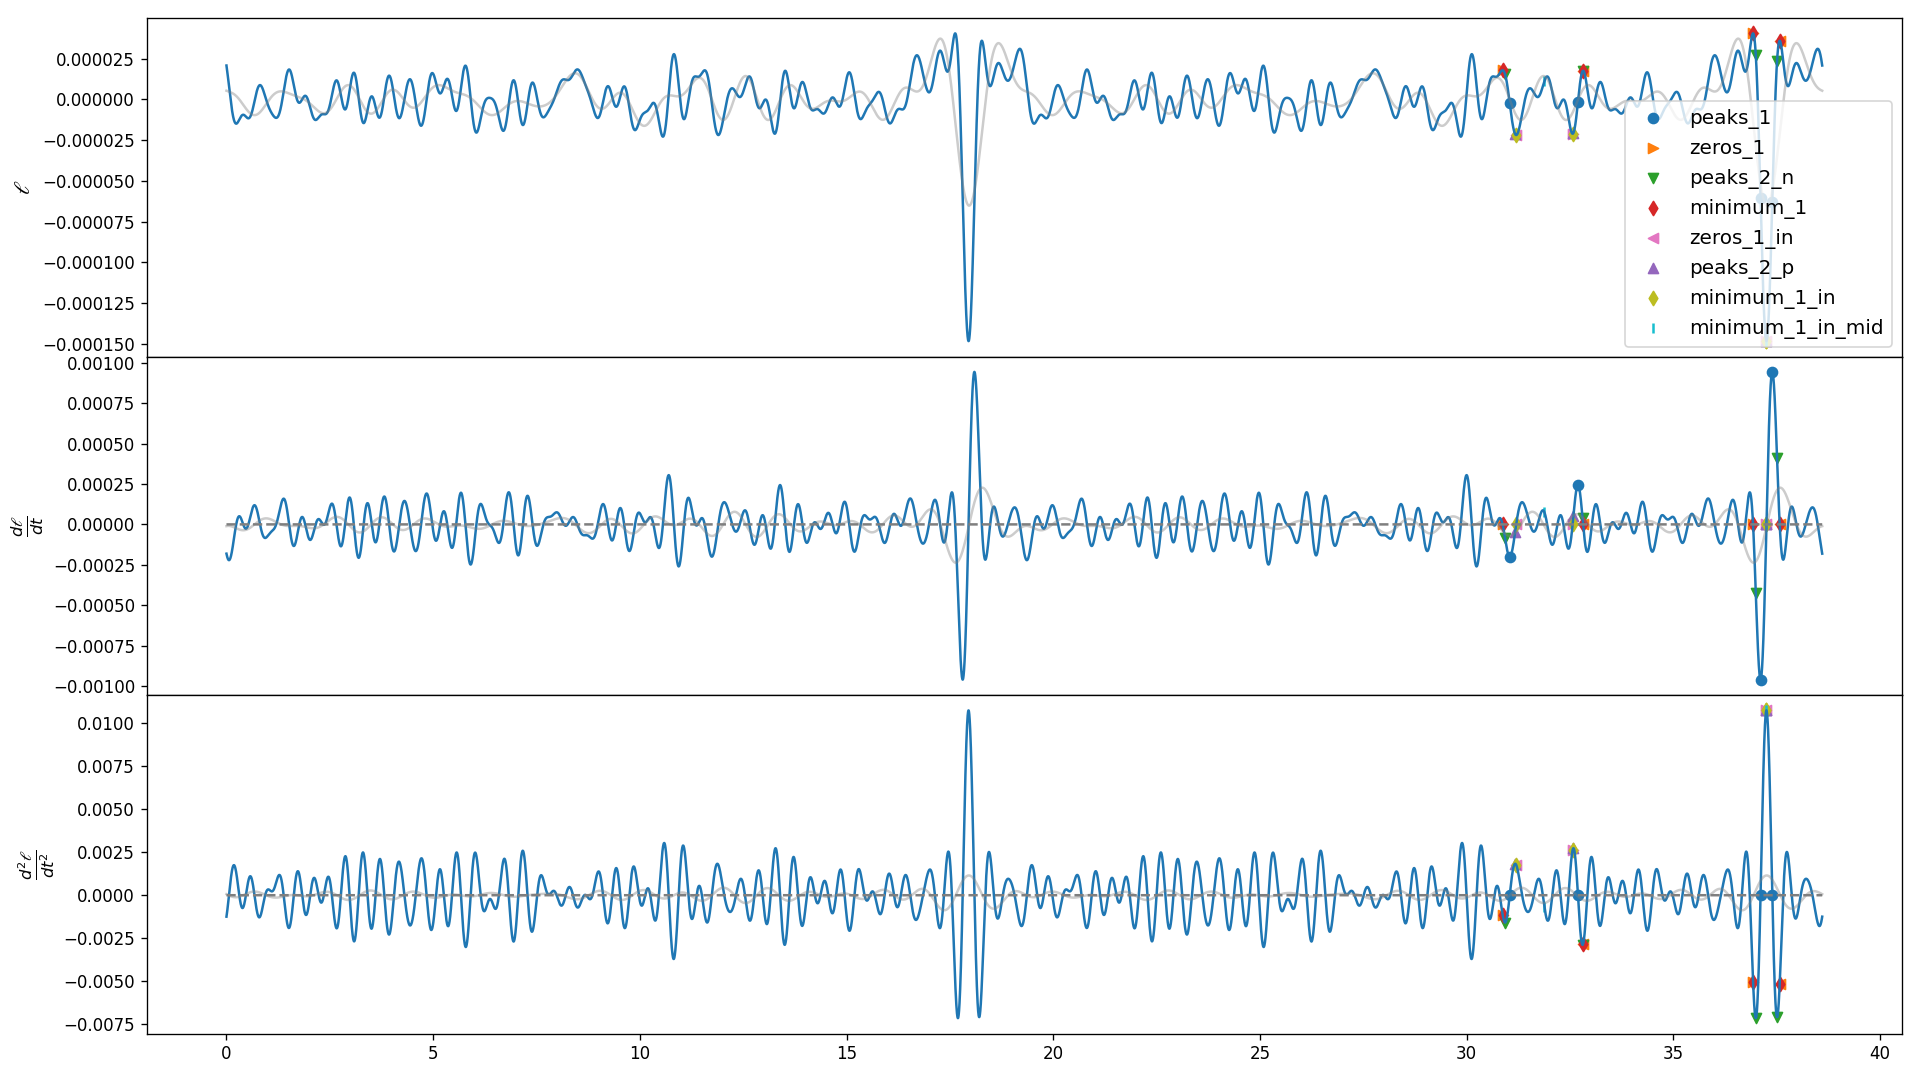 0.000025
0.000000
−0.000025
−0.000050
−0.000075
−0.000100
−0.000125
−0.000150
ℓ
peaks_1
zeros_1
peaks_2_n
minimum_1
zeros_1_in
peaks_2_p
minimum_1_in
minimum_1_in_mid
0.00100
0.00075
0.00050
0.00025
0.00000
−0.00025
−0.00050
−0.00075
−0.00100
dℓ
dt
0.0100
0.0075
0.0050
0.0025
0.0000
−0.0025
−0.0050
−0.0075
d²ℓ
dt²
0 5 10 15 20 25 30 35 40